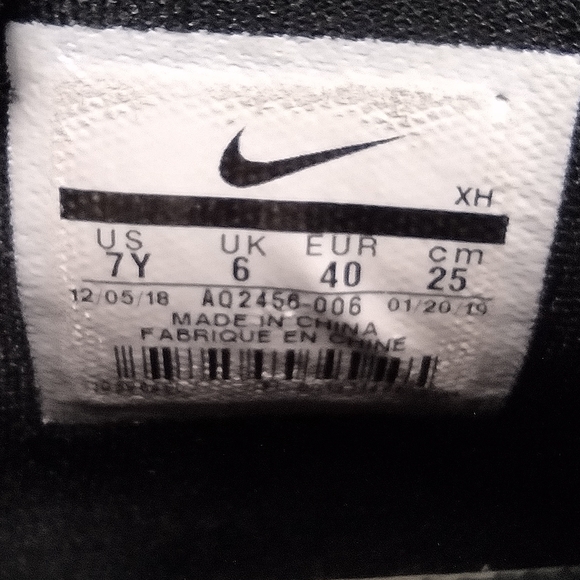 XH
US UK EUR cm
7Y 6 40 25
12/05/18 AQ2456-006 01/20/19
MADE IN CHINA
FABRIQUE EN CHINE